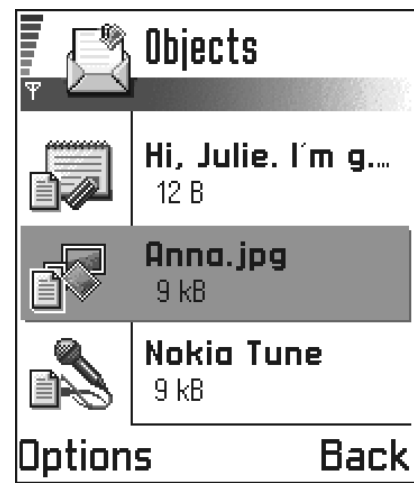 Objects
Hi, Julie. I´m g....
12 B
Anna.jpg
9 kB
Nokia Tune
9 kB
Options Back